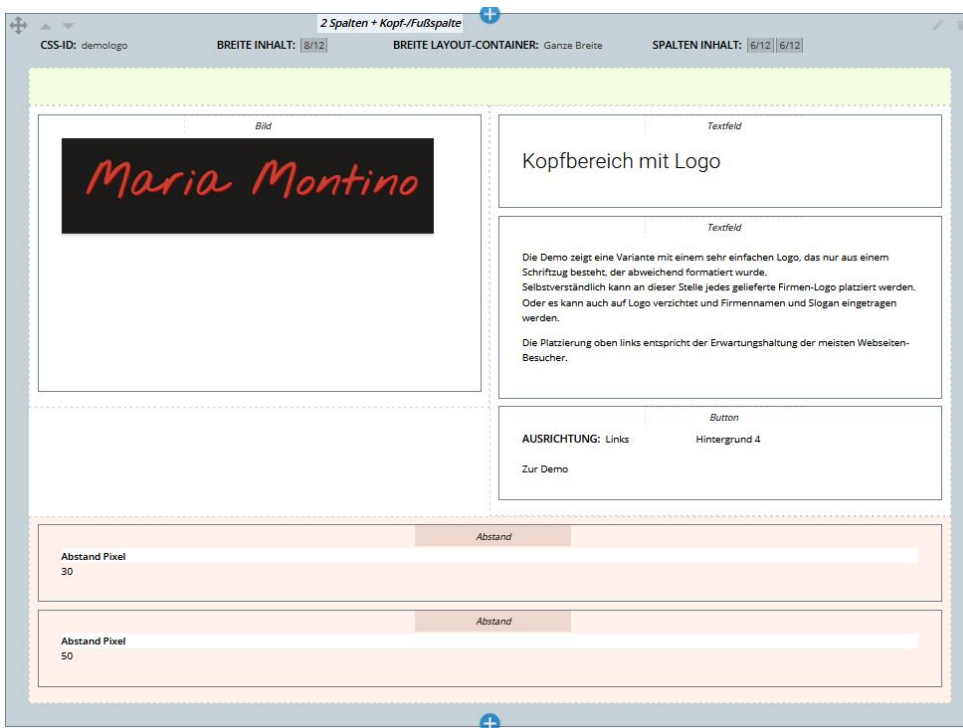 2 Spalten + Kopf-/Fußspalte
CSS-ID: demologo BREITE INHALT: 8/12 BREITE LAYOUT-CONTAINER: Ganze Breite SPALTEN INHALT: 6/12 6/12
Bild
Maria Montino
Textfeld
Kopfbereich mit Logo
Textfeld
Die Demo zeigt eine Variante mit einem sehr einfachen Logo, das nur aus einem
Schriftzug besteht, der abweichend formatiert wurde.
Selbstverständlich kann an dieser Stelle jedes gelieferte Firmen-Logo platziert werden.
Oder es kann auch auf Logo verzichtet und Firmennamen und Slogan eingetragen
werden.
Die Platzierung oben links entspricht der Erwartungshaltung der meisten Webseiten-
Besucher.
Button
AUSRICHTUNG: Links Hintergrund 4
Zur Demo
Abstand
Abstand Pixel
30
Abstand
Abstand Pixel
50